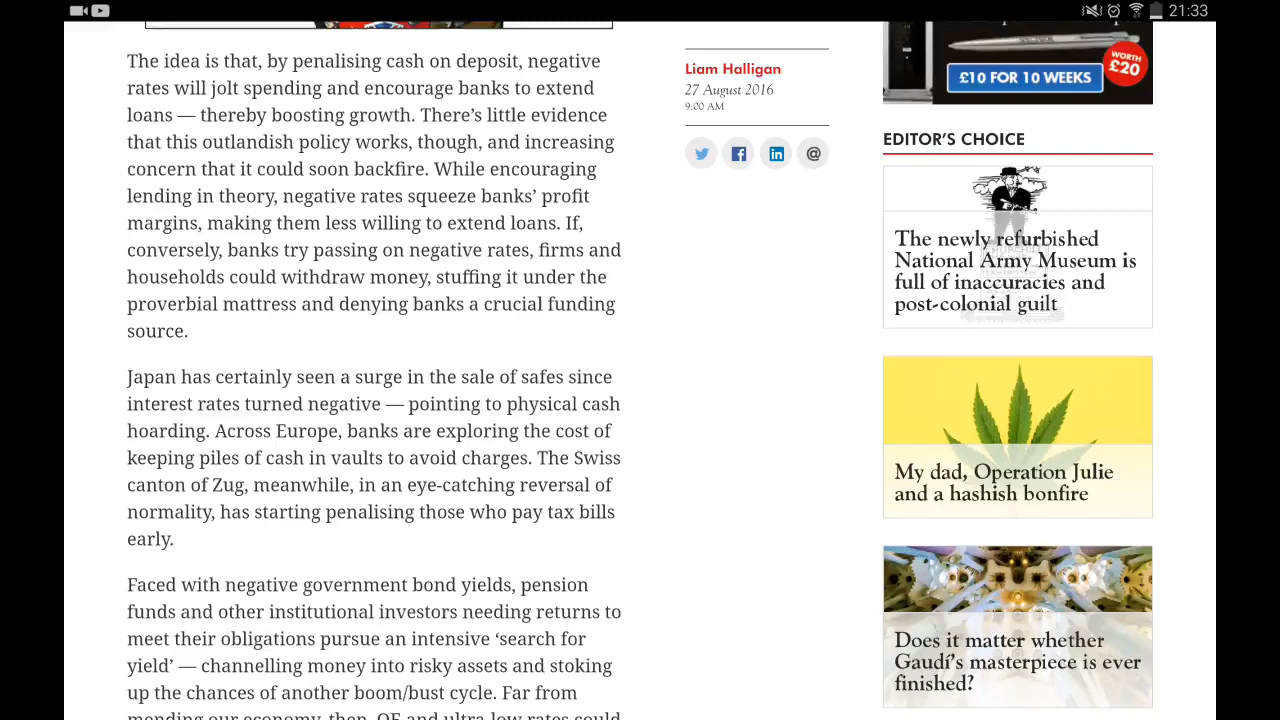 21:33
The idea is that, by penalising cash on deposit, negative
rates will jolt spending and encourage banks to extend
loans — thereby boosting growth. There’s little evidence
that this outlandish policy works, though, and increasing
concern that it could soon backfire. While encouraging
lending in theory, negative rates squeeze banks’ profit
margins, making them less willing to extend loans. If,
conversely, banks try passing on negative rates, firms and
households could withdraw money, stuffing it under the
proverbial mattress and denying banks a crucial funding
source.
Japan has certainly seen a surge in the sale of safes since
interest rates turned negative — pointing to physical cash
hoarding. Across Europe, banks are exploring the cost of
keeping piles of cash in vaults to avoid charges. The Swiss
canton of Zug, meanwhile, in an eye-catching reversal of
normality, has starting penalising those who pay tax bills
early.
Faced with negative government bond yields, pension
funds and other institutional investors needing returns to
meet their obligations pursue an intensive ‘search for
yield’ — channelling money into risky assets and stoking
up the chances of another boom/bust cycle. Far from
mending our economy, then, QE and ultra-low rates could
Liam Halligan
27 August 2016
9:00 AM
WORTH
£20
£10 FOR 10 WEEKS
EDITOR’S CHOICE
The newly refurbished
National Army Museum is
full of inaccuracies and
post-colonial guilt
My dad, Operation Julie
and a hashish bonfire
Does it matter whether
Gaudí’s masterpiece is ever
finished?